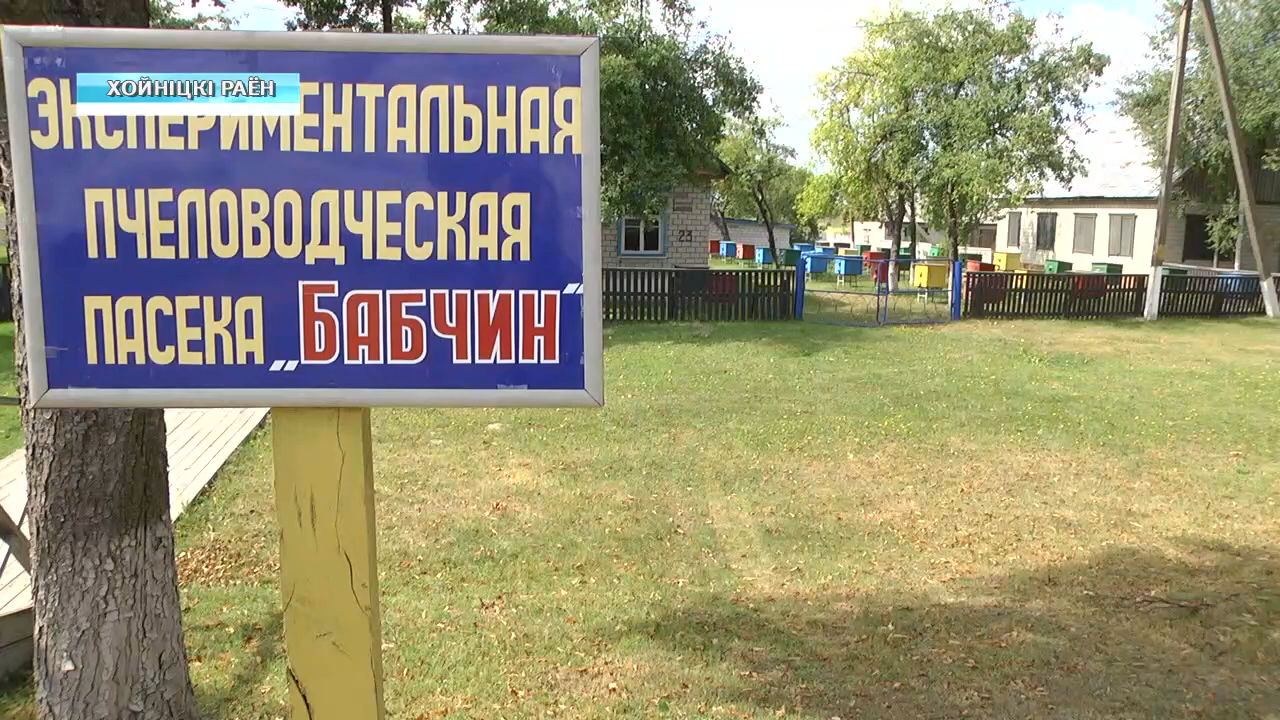 ХОЙНІЦКІ РАЁН
ЭКСПЕРИМЕНТАЛЬНАЯ
ПЧЕЛОВОДЧЕСКАЯ
ПАСЕКА „БАБЧИН"
23